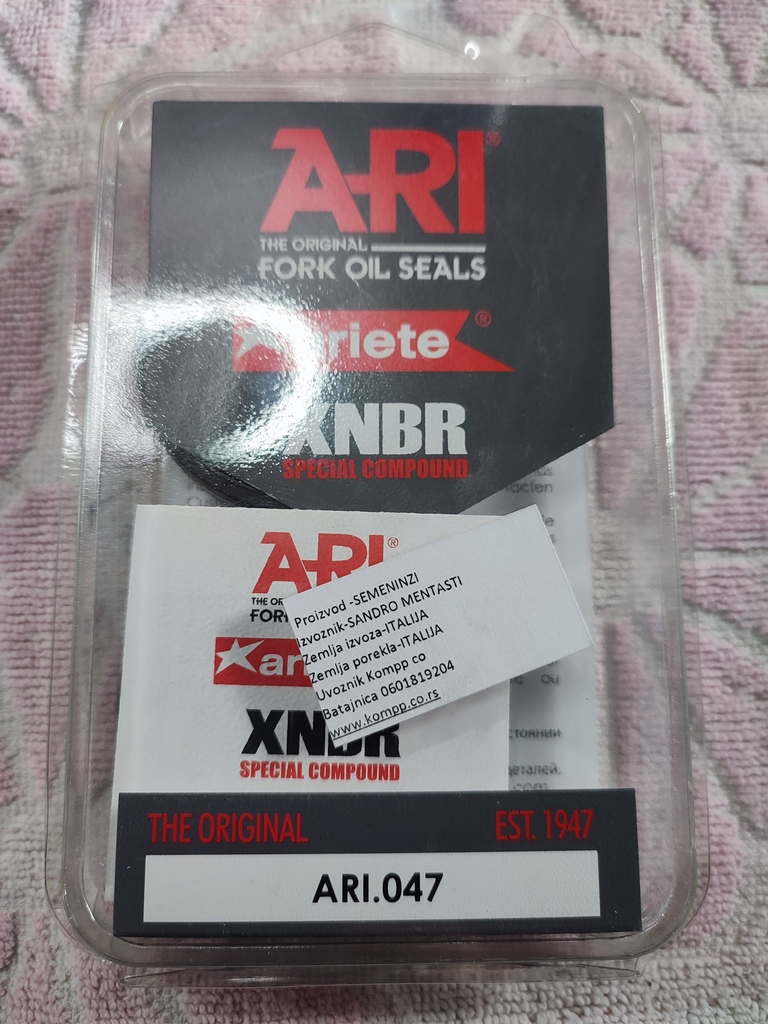 ARI®
THE ORIGINAL
FORK OIL SEALS
ariete®
XNBR
SPECIAL COMPOUND
ARI®
XNBR
SPECIAL COMPOUND
Proizvod -SEMENINZI
Izvoznik-SANDRO MENTASTI
Zemlja izvoza-ITALIJA
Zemlja porekla-ITALIJA
Uvoznik Kompp co
Batajnica 0601819204
www.kompp.co.rs
THE ORIGINAL EST. 1947
ARI.047